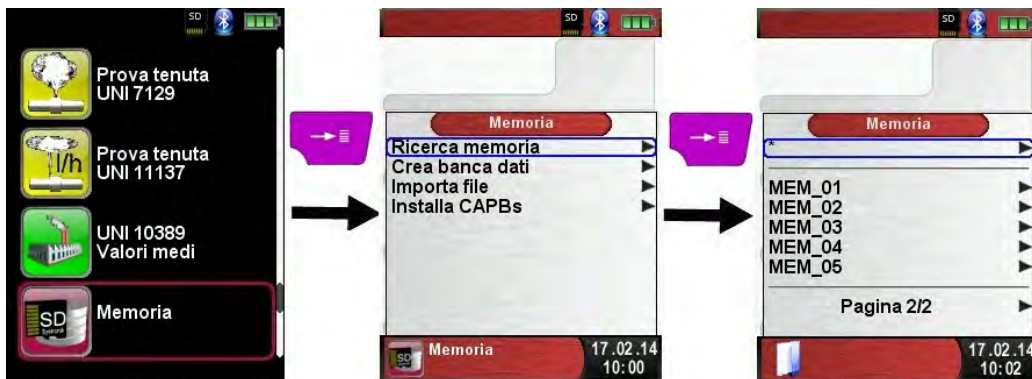 SD
Prova tenuta
UNI 7129
l/h
Prova tenuta
UNI 11137
UNI 10389
Valori medi
SD
Memoria
SD
Memoria
Ricerca memoria
Crea banca dati
Importa file
Installa CAPBs
SD
Memoria
17.02.14
10:00
SD
Memoria
*
MEM_01
MEM_02
MEM_03
MEM_04
MEM_05
Pagina 2/2
17.02.14
10:02